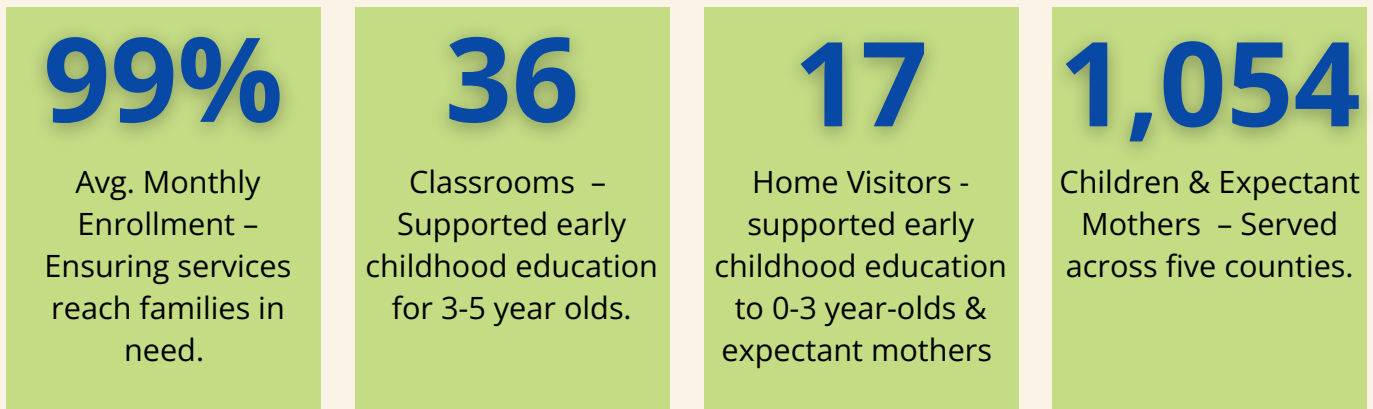 99%
Avg. Monthly
Enrollment –
Ensuring services
reach families in
need.
36
Classrooms  –
Supported early
childhood education
for 3-5 year olds.
17
Home Visitors -
supported early
childhood education
to 0-3 year-olds &
expectant mothers
1,054
Children & Expectant
Mothers  – Served
across five counties.